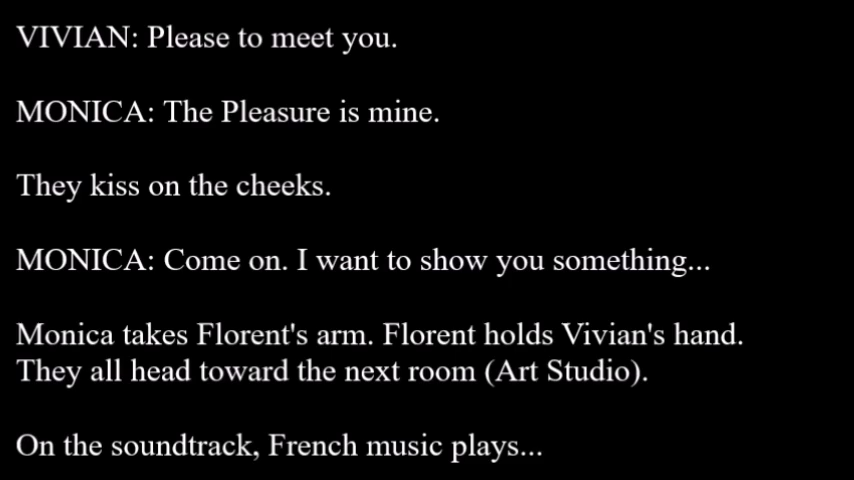 VIVIAN: Please to meet you.
MONICA: The Pleasure is mine.
They kiss on the cheeks.
MONICA: Come on. I want to show you something...
Monica takes Florent's arm. Florent holds Vivian's hand.
They all head toward the next room (Art Studio).
On the soundtrack, French music plays...